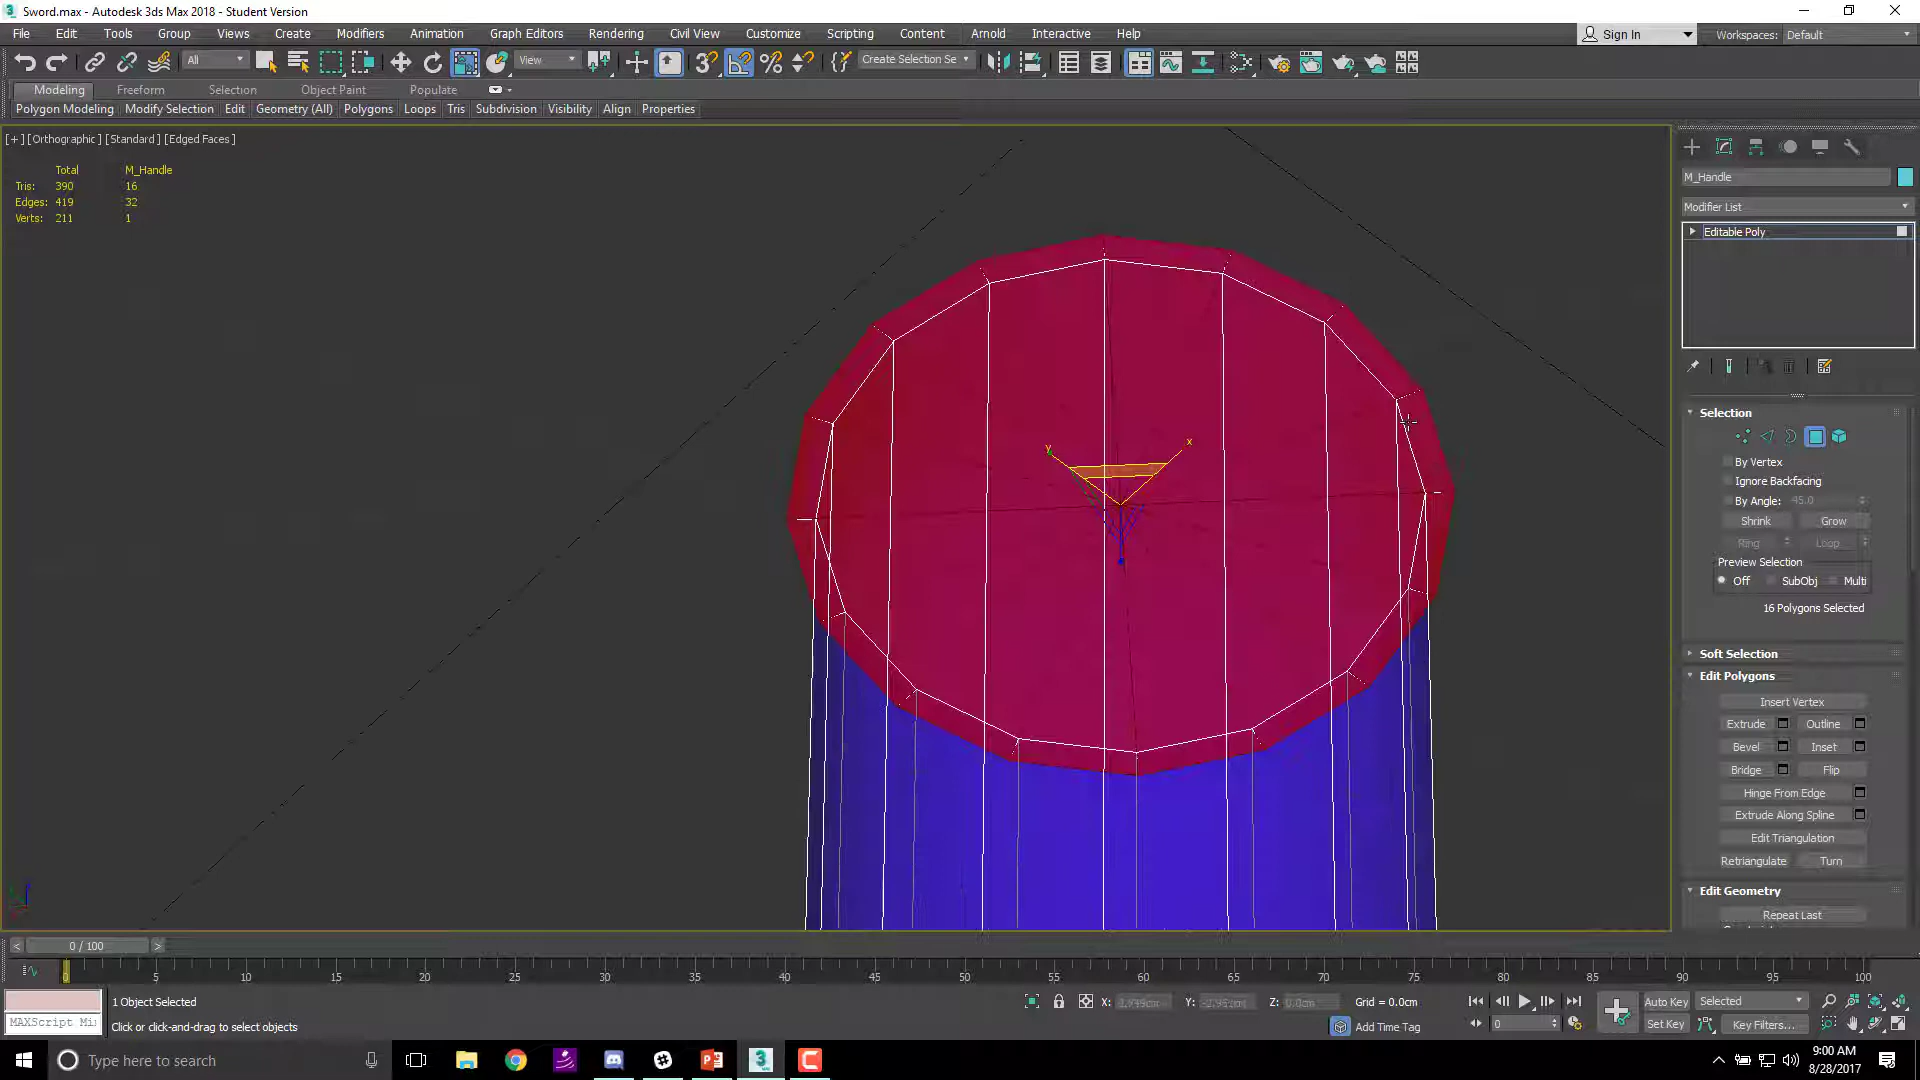 Sword.max - Autodesk 3ds Max 2018 - Student Version
File Edit Tools Group Views Create Modifiers Animation Graph Editors Rendering Civil View Customize Scripting Content Arnold Interactive Help
Sign In
Workspaces: Default
All
View
Create Selection Se
Modeling Freeform Selection Object Paint Populate
Polygon Modeling Modify Selection Edit Geometry (All) Polygons Loops Tris Subdivision Visibility Align Properties
[+] [Orthographic] [Standard] [Edged Faces]
Total M_Handle
Tris: 390 16
Edges: 419 32
Verts: 211 1
y
x
M_Handle
Modifier List
Editable Poly
Selection
By Vertex
Ignore Backfacing
By Angle: 45.0
Shrink Grow
Ring Loop
Preview Selection
Off SubObj Multi
16 Polygons Selected
Soft Selection
Edit Polygons
Insert Vertex
Extrude Outline
Bevel Inset
Bridge Flip
Hinge From Edge
Extrude Along Spline
Edit Triangulation
Retriangulate Turn
Edit Geometry
Repeat Last
< 0 / 100 >
0 5 10 15 20 25 30 35 40 45 50 55 60 65 70 75 80 85 90 95 100
1 Object Selected
X: Y: Z: 0.0cm
Grid = 0.0cm
Auto Key Selected
MAXScript Mi
Click or click-and-drag to select objects
Add Time Tag
0
Set Key Key Filters...
Type here to search
9:00 AM
8/28/2017